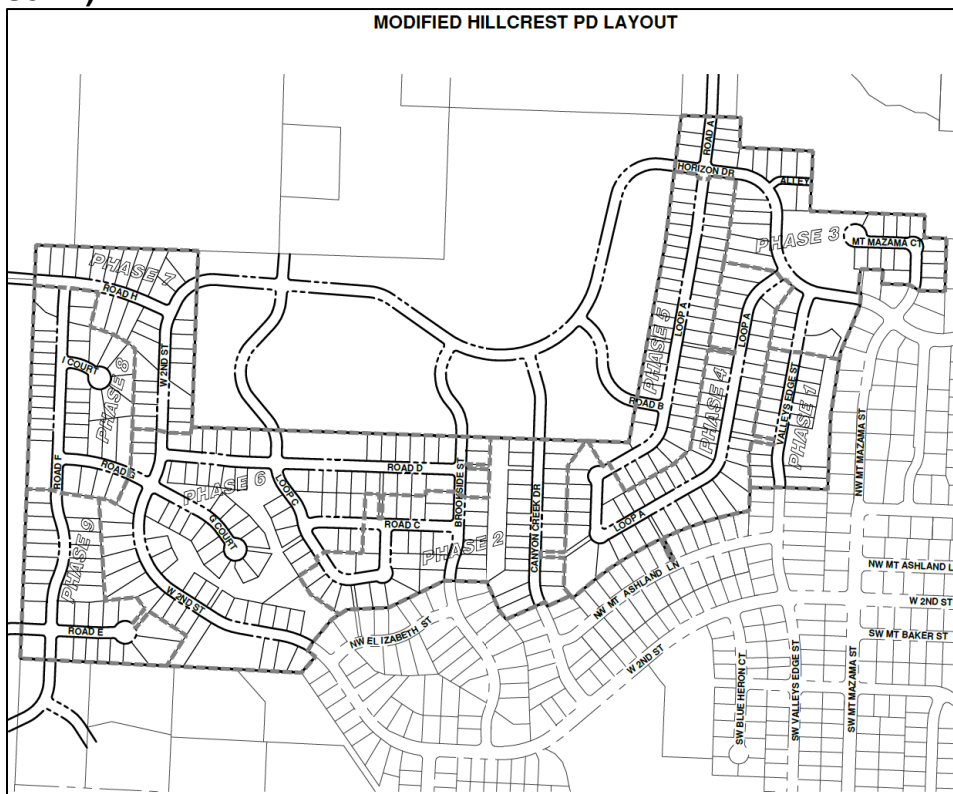 MODIFIED HILLCREST PD LAYOUT
ROAD A
HORIZON DR
ALLEY
PHASE 3
MT MAZAMA CT
PHASE 7
ROAD H
W 2ND ST
PHASE 5
LOOP A
LOOP A
PHASE 4
PHASE 1
VALLEYS EDGE ST
NW MT MAZAMA ST
I COURT
PHASE 8
ROAD B
ROAD F
ROAD G
PHASE 6
ROAD D
BROOKSIDE ST
LOOP C
ROAD C
G COURT
PHASE 2
CANYON CREEK DR
LOOP A
PHASE 9
W 2ND ST
ROAD E
NW ELIZABETH ST
NW MT ASHLAND LN
W 2ND ST
NW MT ASHLAND L
W 2ND ST
SW MT BAKER ST
SW BLUE HERON CT
SW VALLEYS EDGE ST
SW MT MAZAMA ST